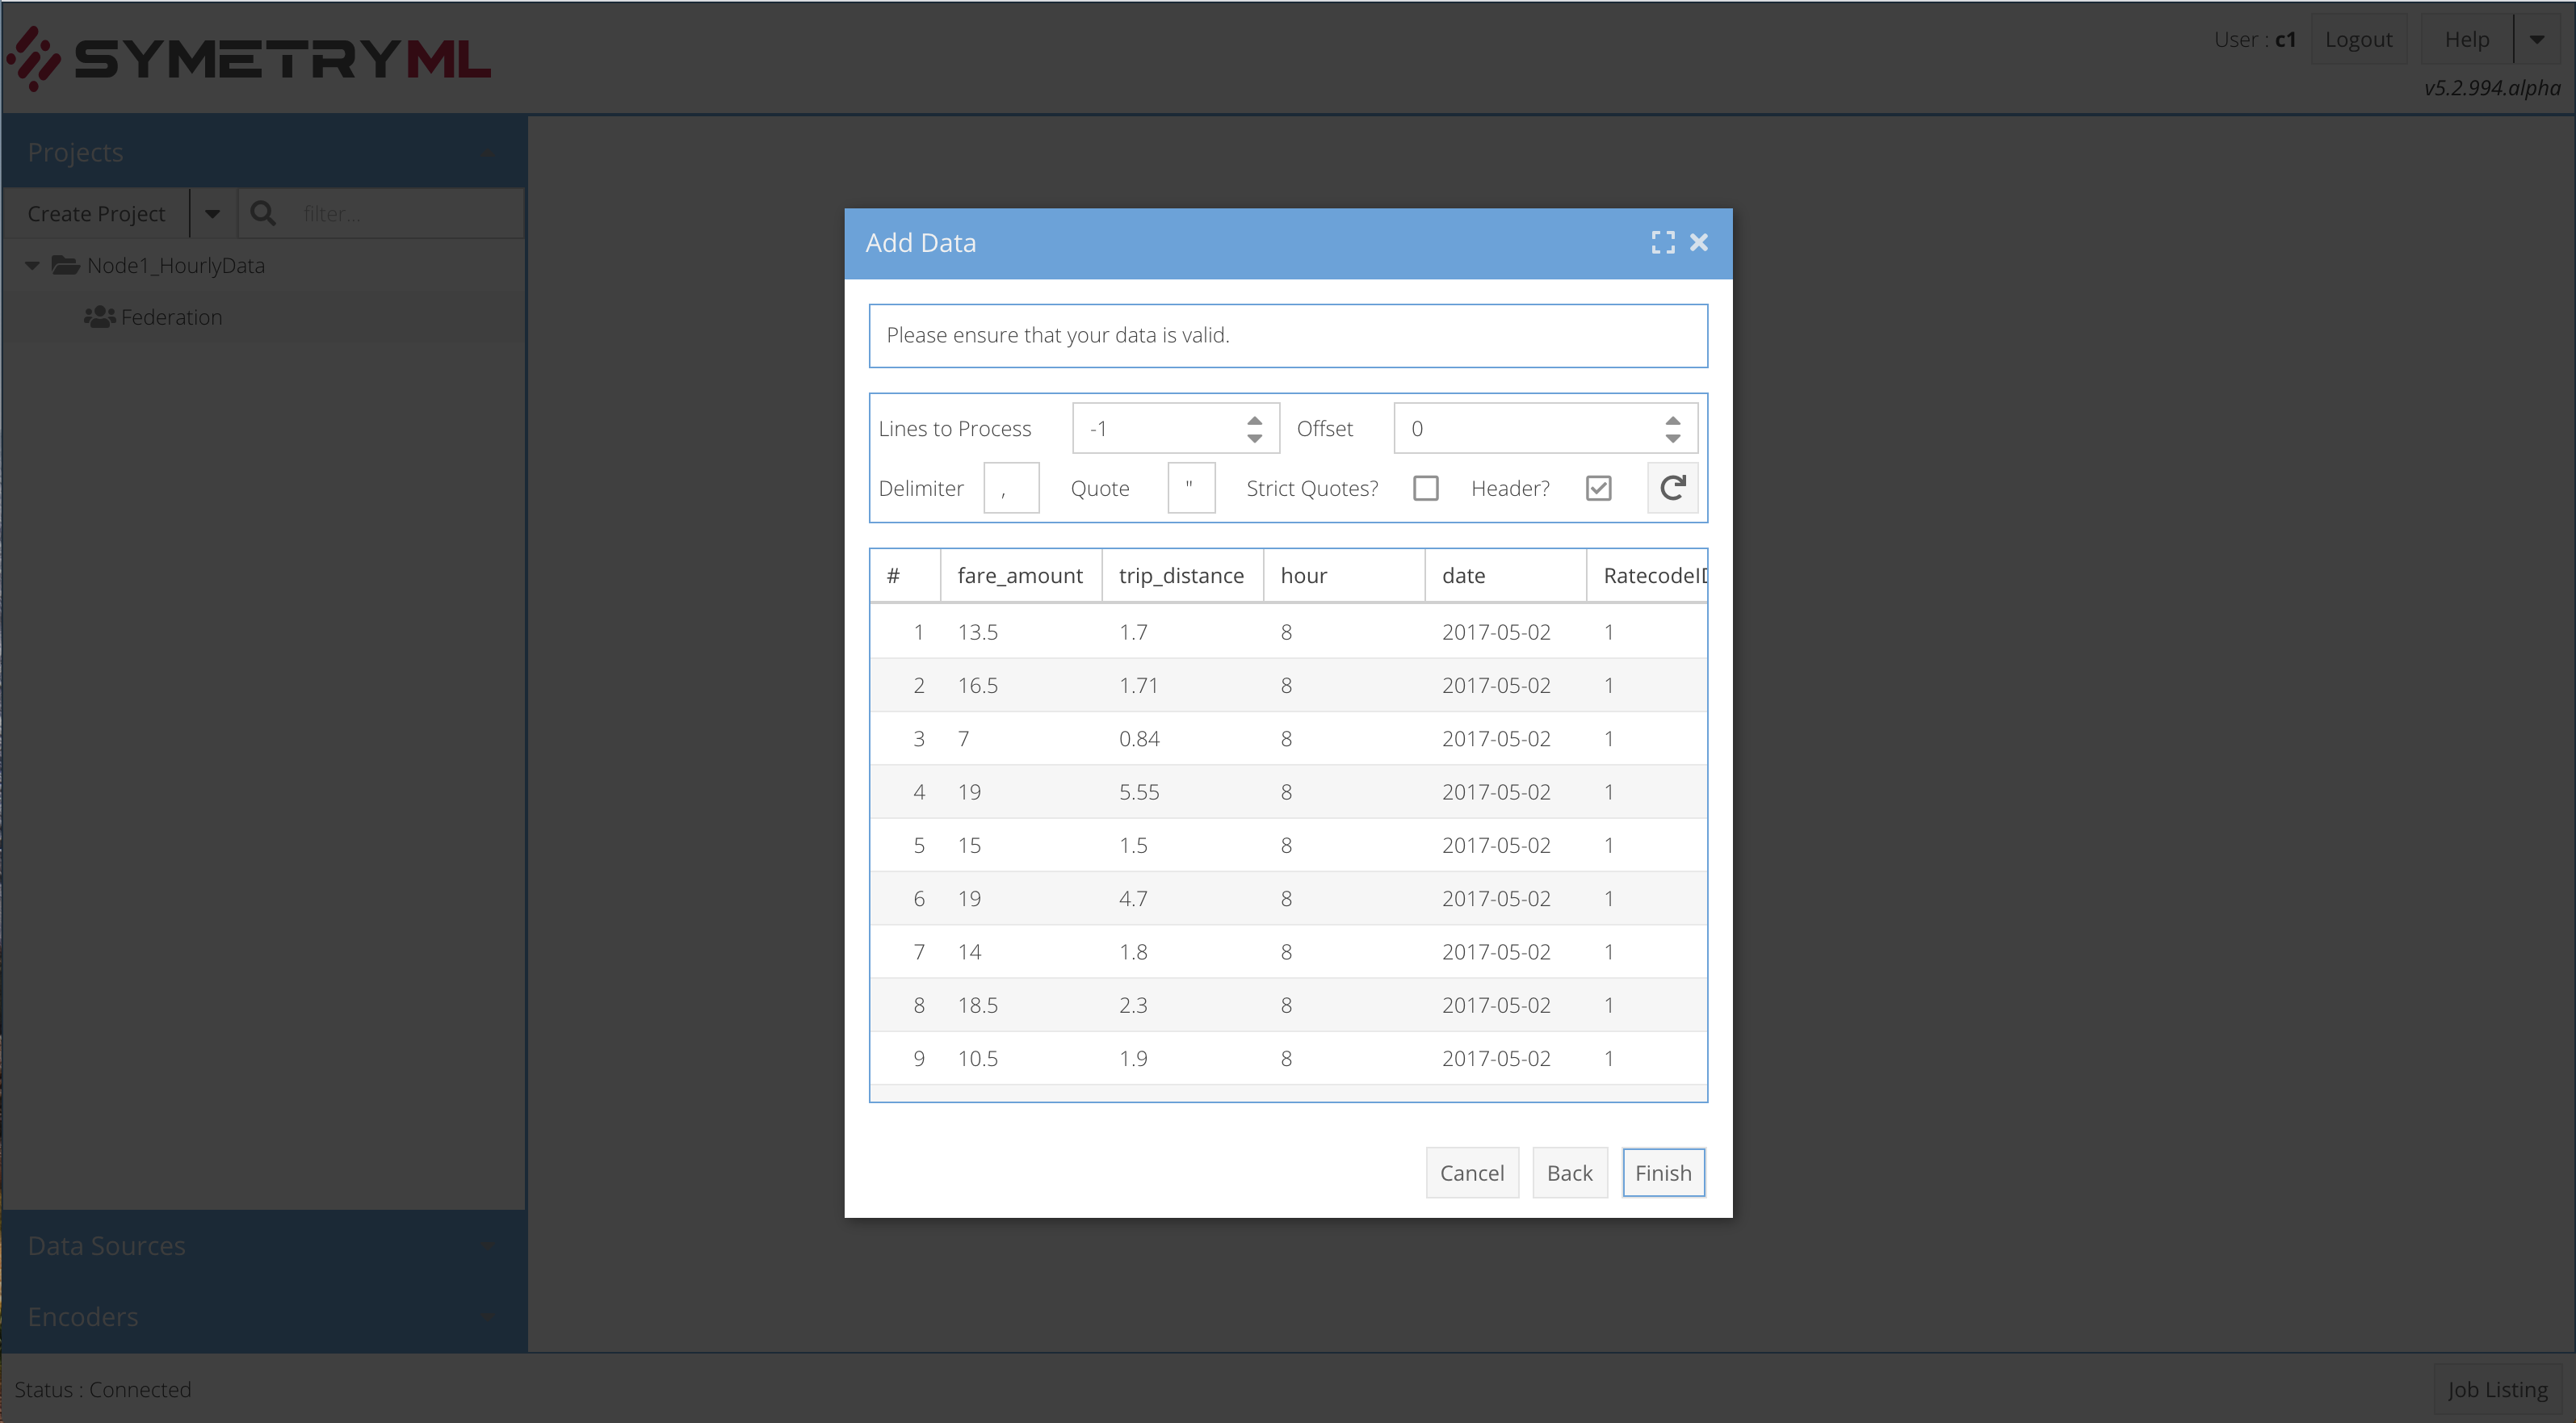 SYMETRYML
User : c1 Logout Help
v5.2.994.alpha
Projects
Create Project filter...
Node1_HourlyData
Federation
Add Data
Please ensure that your data is valid.
Lines to Process -1 Offset 0
Delimiter , Quote " Strict Quotes? Header?
# fare_amount trip_distance hour date RatecodeID
1 13.5 1.7 8 2017-05-02 1
2 16.5 1.71 8 2017-05-02 1
3 7 0.84 8 2017-05-02 1
4 19 5.55 8 2017-05-02 1
5 15 1.5 8 2017-05-02 1
6 19 4.7 8 2017-05-02 1
7 14 1.8 8 2017-05-02 1
8 18.5 2.3 8 2017-05-02 1
9 10.5 1.9 8 2017-05-02 1
Cancel Back Finish
Data Sources
Encoders
Status : Connected Job Listing